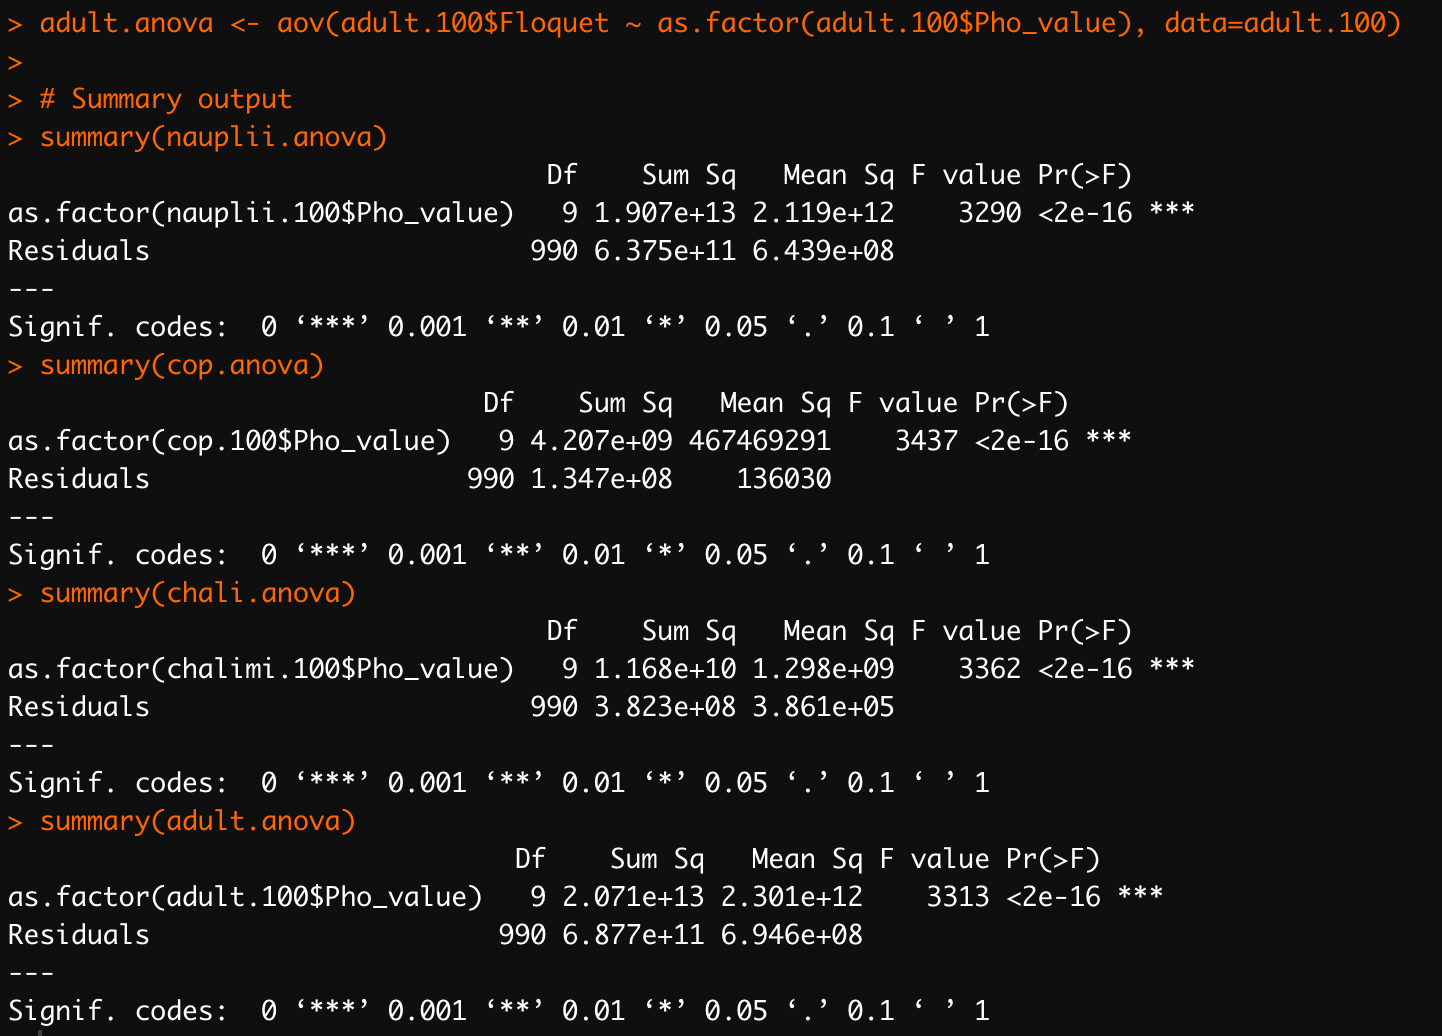 > adult.anova <- aov(adult.100$Floquet ~ as.factor(adult.100$Pho_value), data=adult.100)
>
> # Summary output
> summary(nauplii.anova)
                                  Df    Sum Sq   Mean Sq F value Pr(>F)
as.factor(nauplii.100$Pho_value)   9 1.907e+13 2.119e+12    3290 <2e-16 ***
Residuals                        990 6.375e+11 6.439e+08
---
Signif. codes:  0 ‘***’ 0.001 ‘**’ 0.01 ‘*’ 0.05 ‘.’ 0.1 ‘ ’ 1
> summary(cop.anova)
                              Df    Sum Sq   Mean Sq F value Pr(>F)
as.factor(cop.100$Pho_value)   9 4.207e+09 467469291    3437 <2e-16 ***
Residuals                    990 1.347e+08    136030
---
Signif. codes:  0 ‘***’ 0.001 ‘**’ 0.01 ‘*’ 0.05 ‘.’ 0.1 ‘ ’ 1
> summary(chali.anova)
                                  Df    Sum Sq   Mean Sq F value Pr(>F)
as.factor(chalimi.100$Pho_value)   9 1.168e+10 1.298e+09    3362 <2e-16 ***
Residuals                        990 3.823e+08 3.861e+05
---
Signif. codes:  0 ‘***’ 0.001 ‘**’ 0.01 ‘*’ 0.05 ‘.’ 0.1 ‘ ’ 1
> summary(adult.anova)
                                Df    Sum Sq   Mean Sq F value Pr(>F)
as.factor(adult.100$Pho_value)   9 2.071e+13 2.301e+12    3313 <2e-16 ***
Residuals                      990 6.877e+11 6.946e+08
---
Signif. codes:  0 ‘***’ 0.001 ‘**’ 0.01 ‘*’ 0.05 ‘.’ 0.1 ‘ ’ 1